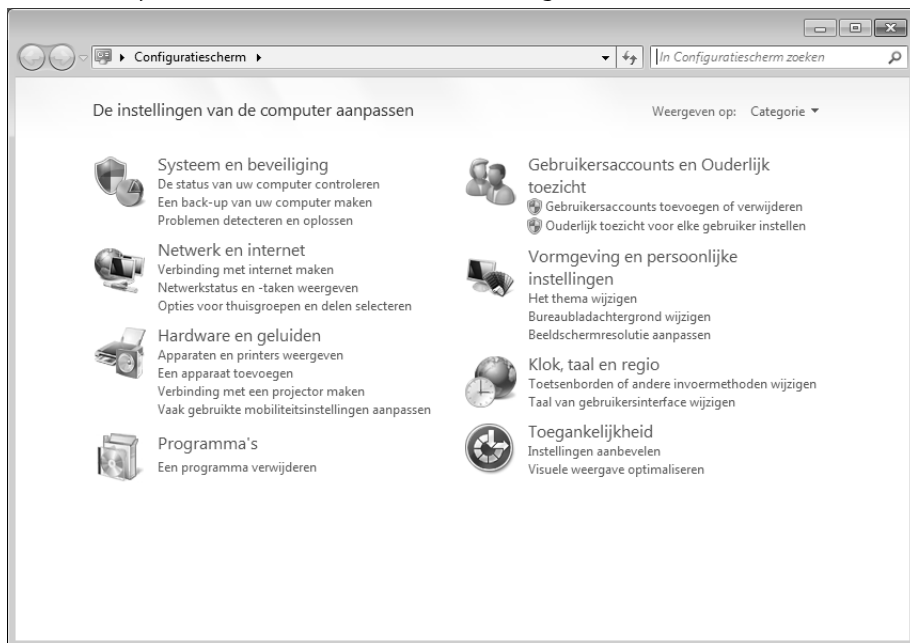 Configuratiescherm
In Configuratiescherm zoeken
De instellingen van de computer aanpassen
Weergeven op: Categorie
Systeem en beveiliging
De status van uw computer controleren
Een back-up van uw computer maken
Problemen detecteren en oplossen
Netwerk en internet
Verbinding met internet maken
Netwerkstatus en -taken weergeven
Opties voor thuisgroepen en delen selecteren
Hardware en geluiden
Apparaten en printers weergeven
Een apparaat toevoegen
Verbinding met een projector maken
Vaak gebruikte mobiliteitsinstellingen aanpassen
Programma's
Een programma verwijderen
Gebruikersaccounts en Ouderlijk
toezicht
Gebruikersaccounts toevoegen of verwijderen
Ouderlijk toezicht voor elke gebruiker instellen
Vormgeving en persoonlijke
instellingen
Het thema wijzigen
Bureaubladachtergrond wijzigen
Beeldschermresolutie aanpassen
Klok, taal en regio
Toetsenborden of andere invoermethoden wijzigen
Taal van gebruikersinterface wijzigen
Toegankelijkheid
Instellingen aanbevelen
Visuele weergave optimaliseren